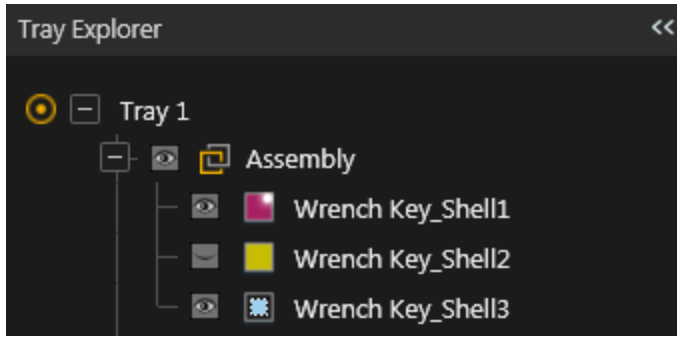 Tray Explorer
Tray 1
Assembly
Wrench Key_Shell1
Wrench Key_Shell2
Wrench Key_Shell3